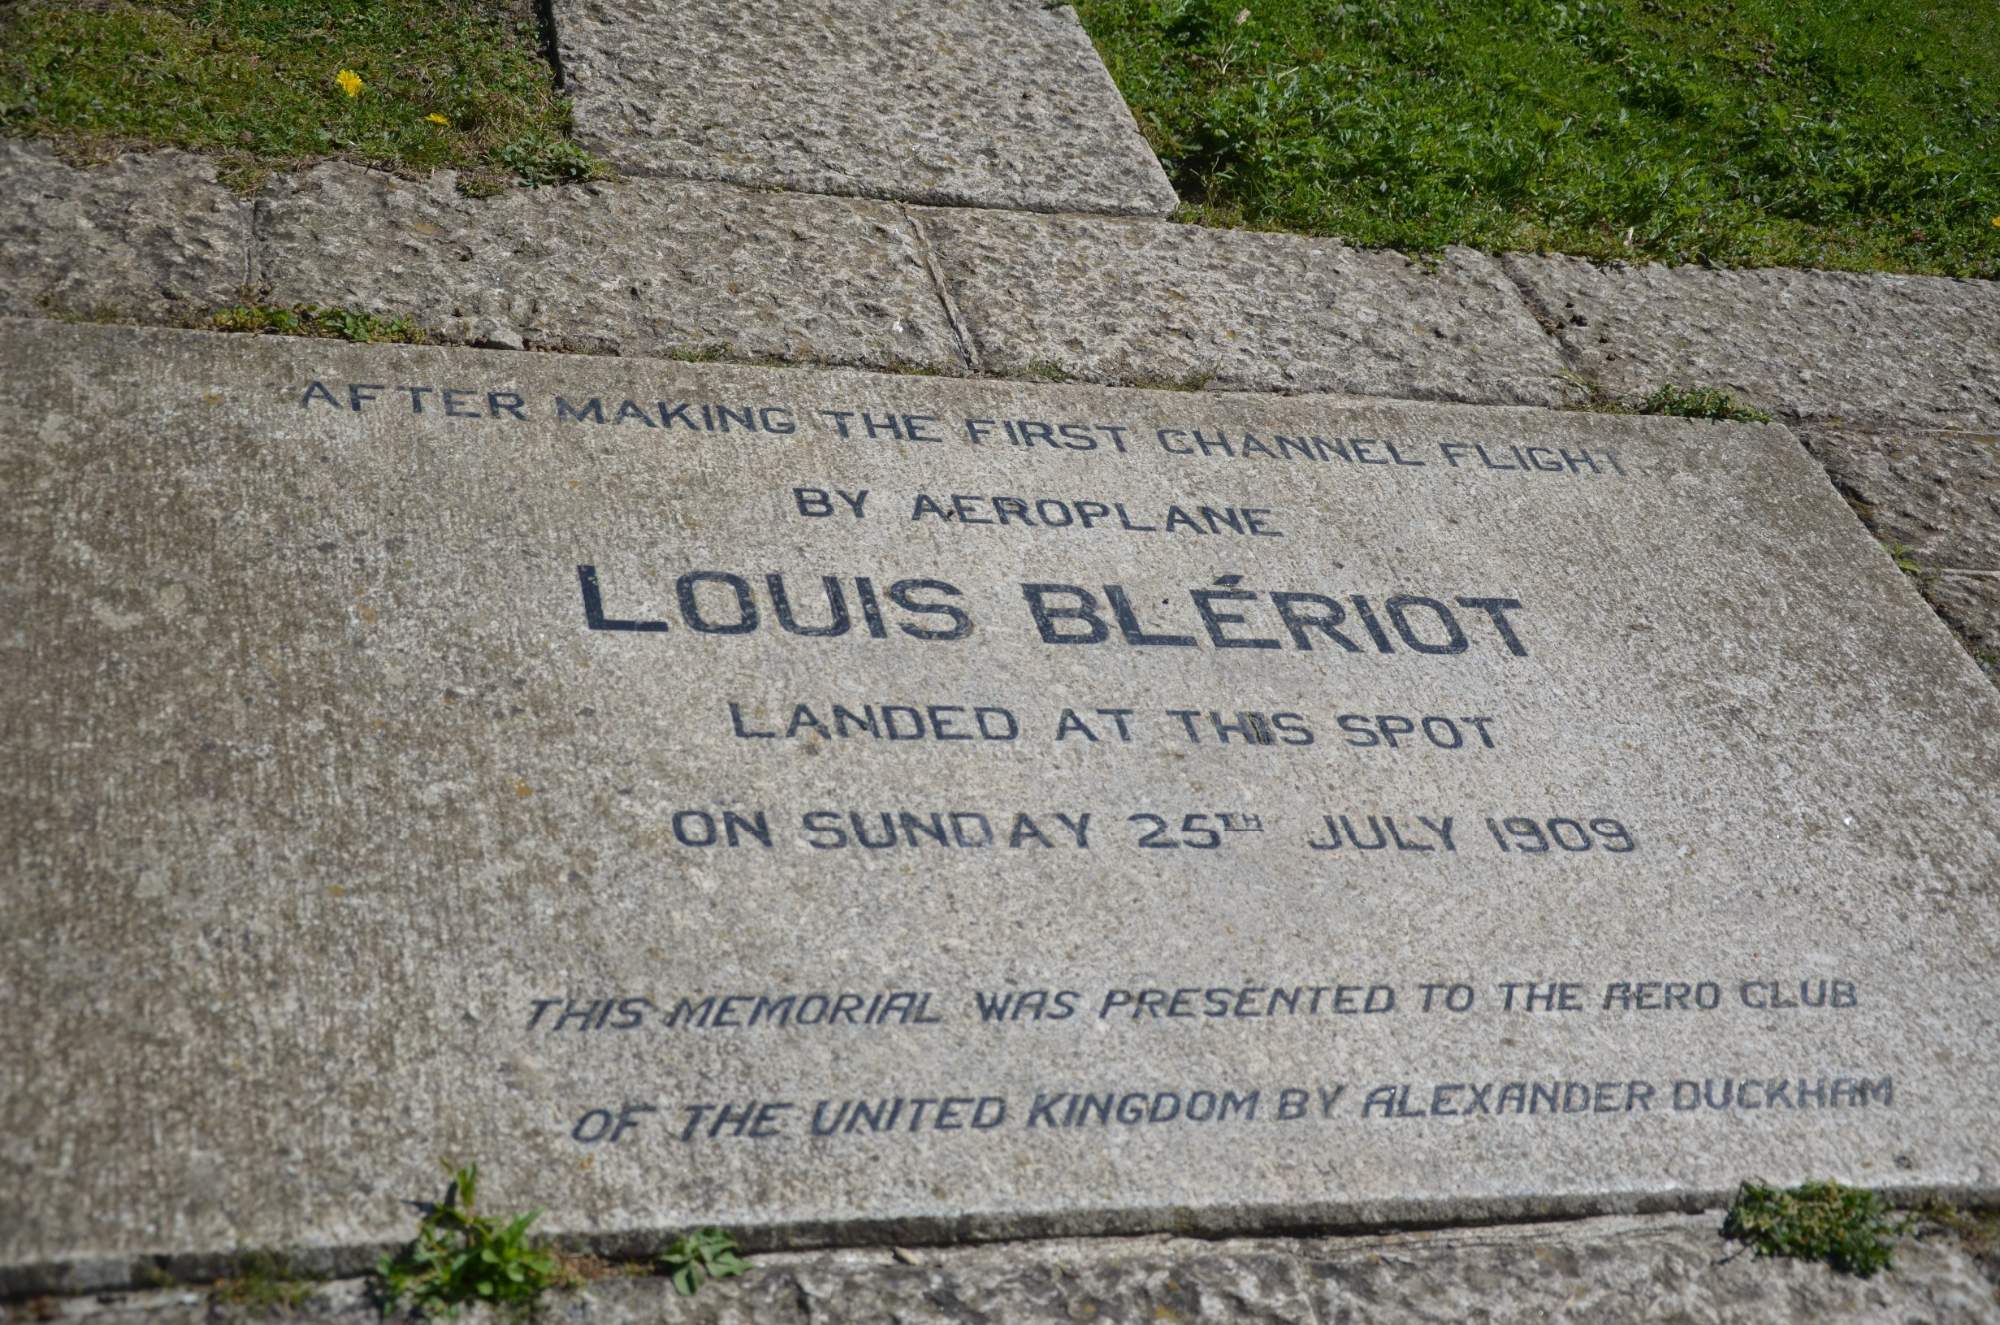 AFTER MAKING THE FIRST CHANNEL FLIGHT
BY AEROPLANE
LOUIS BLÉRIOT
LANDED AT THIS SPOT
ON SUNDAY 25TH JULY 1909
THIS MEMORIAL WAS PRESENTED TO THE AERO CLUB
OF THE UNITED KINGDOM BY ALEXANDER DUCKHAM